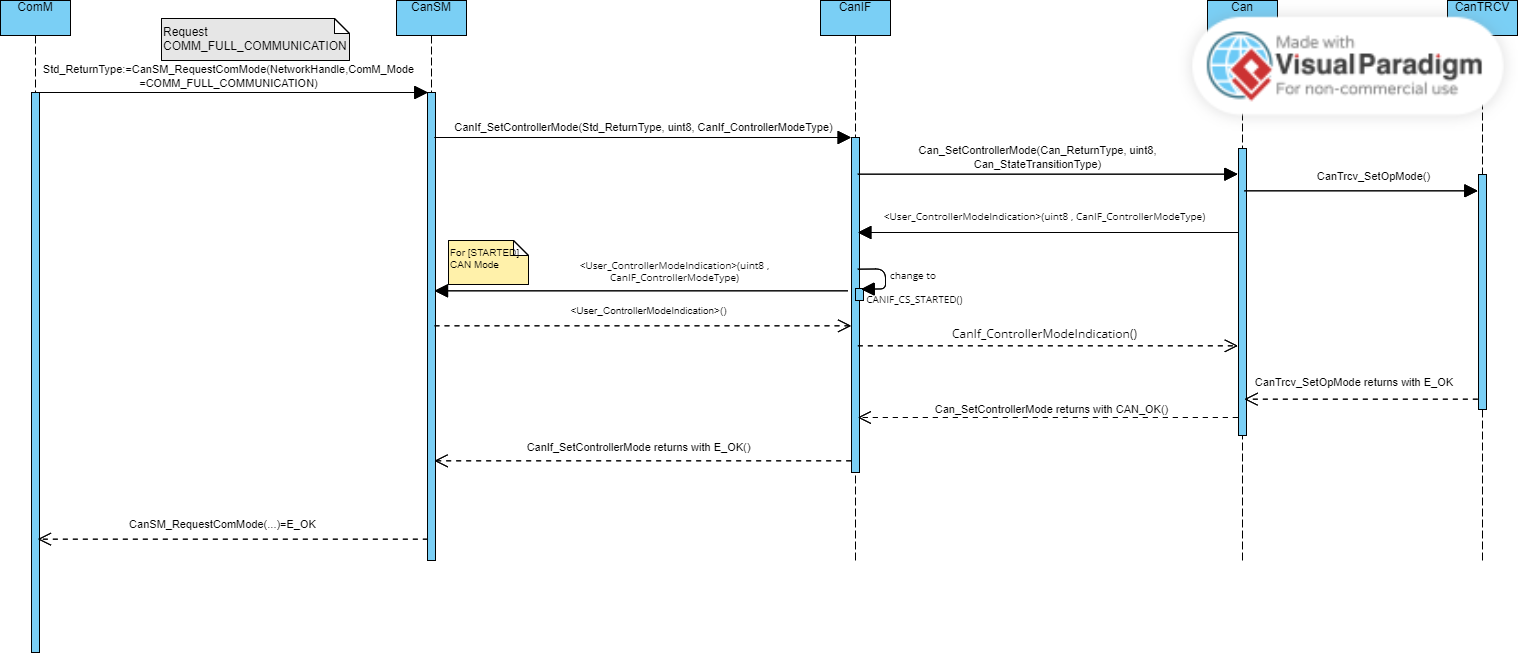 ComM
CanSM
CanIF
Can
CanTRCV
Request
COMM_FULL_COMMUNICATION
Made with
VisualParadigm
For non-commercial use
Std_ReturnType:=CanSM_RequestComMode(NetworkHandle,ComM_Mode
=COMM_FULL_COMMUNICATION)
CanIf_SetControllerMode(Std_ReturnType, uint8, CanIf_ControllerModeType)
Can_SetControllerMode(Can_ReturnType, uint8,
Can_StateTransitionType)
CanTrcv_SetOpMode()
<User_ControllerModeIndication>(uint8 , CanIF_ControllerModeType)
For [STARTED]
CAN Mode
<User_ControllerModeIndication>(uint8 ,
CanIF_ControllerModeType)
change to
CANIF_CS_STARTED()
<User_ControllerModeIndication>()
CanIf_ControllerModeIndication()
CanTrcv_SetOpMode returns with E_OK
Can_SetControllerMode returns with CAN_OK()
CanIf_SetControllerMode returns with E_OK()
CanSM_RequestComMode(...)=E_OK